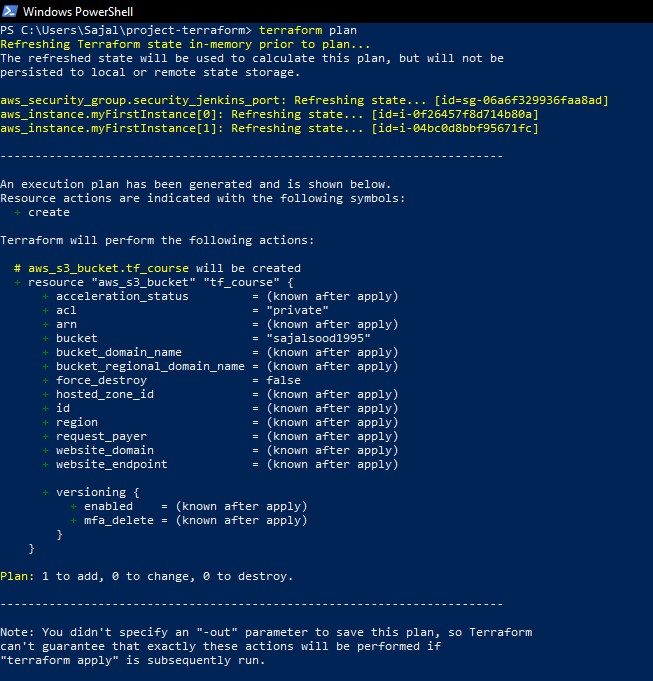 Windows PowerShell
PS C:\Users\Sajal\project-terraform> terraform plan
Refreshing Terraform state in-memory prior to plan...
The refreshed state will be used to calculate this plan, but will not be
persisted to local or remote state storage.
aws_security_group.security_jenkins_port: Refreshing state... [id=sg-06a6f329936faa8ad]
aws_instance.myFirstInstance[0]: Refreshing state... [id=i-0f26457f8d714b80a]
aws_instance.myFirstInstance[1]: Refreshing state... [id=i-04bc0d8bbf95671fc]
------------------------------------------------------------------------
An execution plan has been generated and is shown below.
Resource actions are indicated with the following symbols:
+ create
Terraform will perform the following actions:
# aws_s3_bucket.tf_course will be created
+ resource "aws_s3_bucket" "tf_course" {
+ acceleration_status = (known after apply)
+ acl = "private"
+ arn = (known after apply)
+ bucket = "sajalsood1995"
+ bucket_domain_name = (known after apply)
+ bucket_regional_domain_name = (known after apply)
+ force_destroy = false
+ hosted_zone_id = (known after apply)
+ id = (known after apply)
+ region = (known after apply)
+ request_payer = (known after apply)
+ website_domain = (known after apply)
+ website_endpoint = (known after apply)
+ versioning {
+ enabled = (known after apply)
+ mfa_delete = (known after apply)
}
}
Plan: 1 to add, 0 to change, 0 to destroy.
------------------------------------------------------------------------
Note: You didn't specify an "-out" parameter to save this plan, so Terraform
can't guarantee that exactly these actions will be performed if
"terraform apply" is subsequently run.